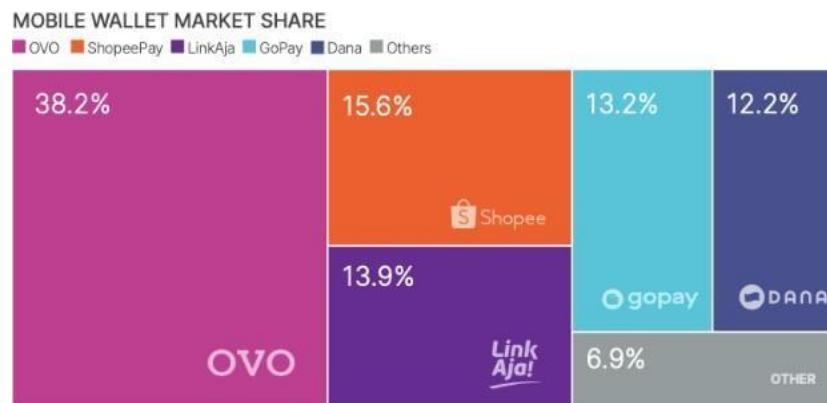 MOBILE WALLET MARKET SHARE
OVO ShopeePay LinkAja GoPay Dana Others
38.2%
OVO
15.6%
S Shopee
13.9%
Link
Aja!
13.2%
gopay
12.2%
DANA
6.9%
OTHER